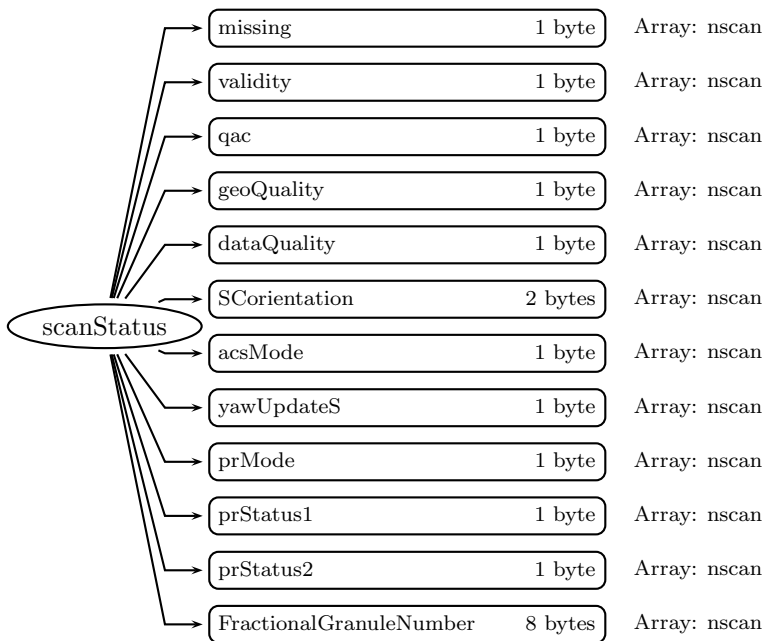 missing 1 byte Array: nscan
validity 1 byte Array: nscan
qac 1 byte Array: nscan
geoQuality 1 byte Array: nscan
dataQuality 1 byte Array: nscan
SCorientation 2 bytes Array: nscan
scanStatus
acsMode 1 byte Array: nscan
yawUpdateS 1 byte Array: nscan
prMode 1 byte Array: nscan
prStatus1 1 byte Array: nscan
prStatus2 1 byte Array: nscan
FractionalGranuleNumber 8 bytes Array: nscan